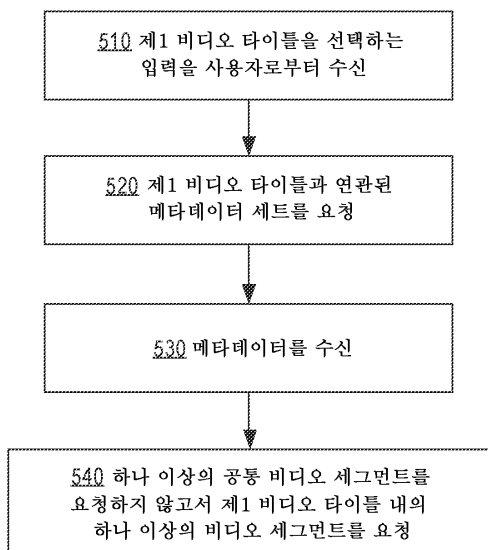 510 제1 비디오 타이틀을 선택하는
입력을 사용자로부터 수신
520 제1 비디오 타이틀과 연관된
메타데이터 세트를 요청
530 메타데이터를 수신
540 하나 이상의 공통 비디오 세그먼트를
요청하지 않고서 제1 비디오 타이틀 내의
하나 이상의 비디오 세그먼트를 요청